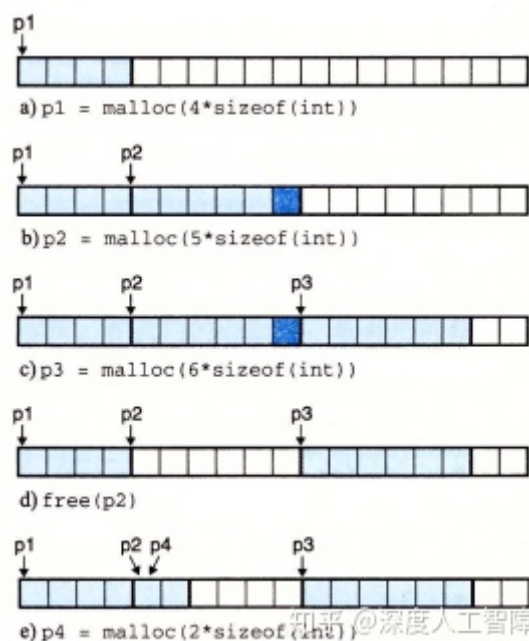 p1
a) p1 = malloc(4*sizeof(int))
p1 p2
b) p2 = malloc(5*sizeof(int))
p1 p2 p3
c) p3 = malloc(6*sizeof(int))
p1 p2 p3
d) free(p2)
p1 p2 p4 p3
e) p4 = malloc(2*sizeof(int))
知乎 @深度人工智障